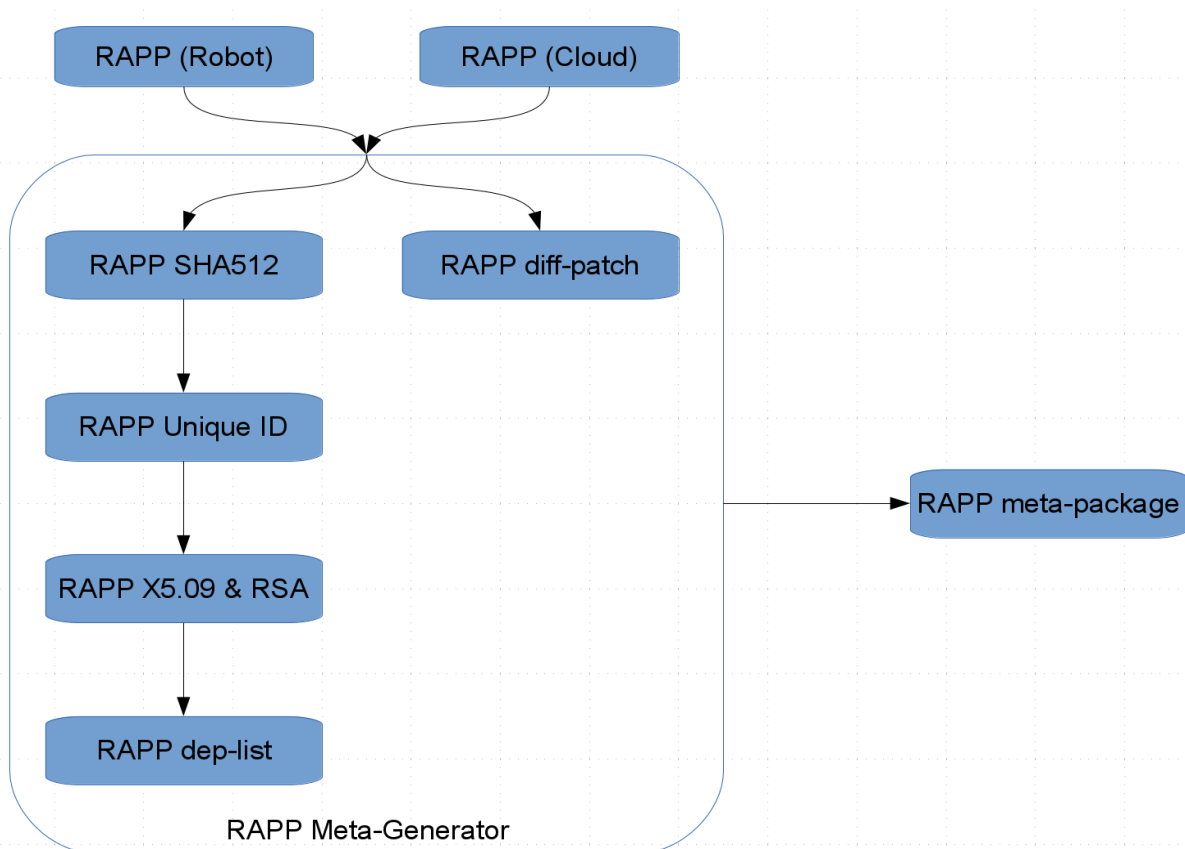 RAPP (Robot)
RAPP (Cloud)
RAPP SHA512
RAPP diff-patch
RAPP Unique ID
RAPP meta-package
RAPP X5.09 & RSA
RAPP dep-list
RAPP Meta-Generator